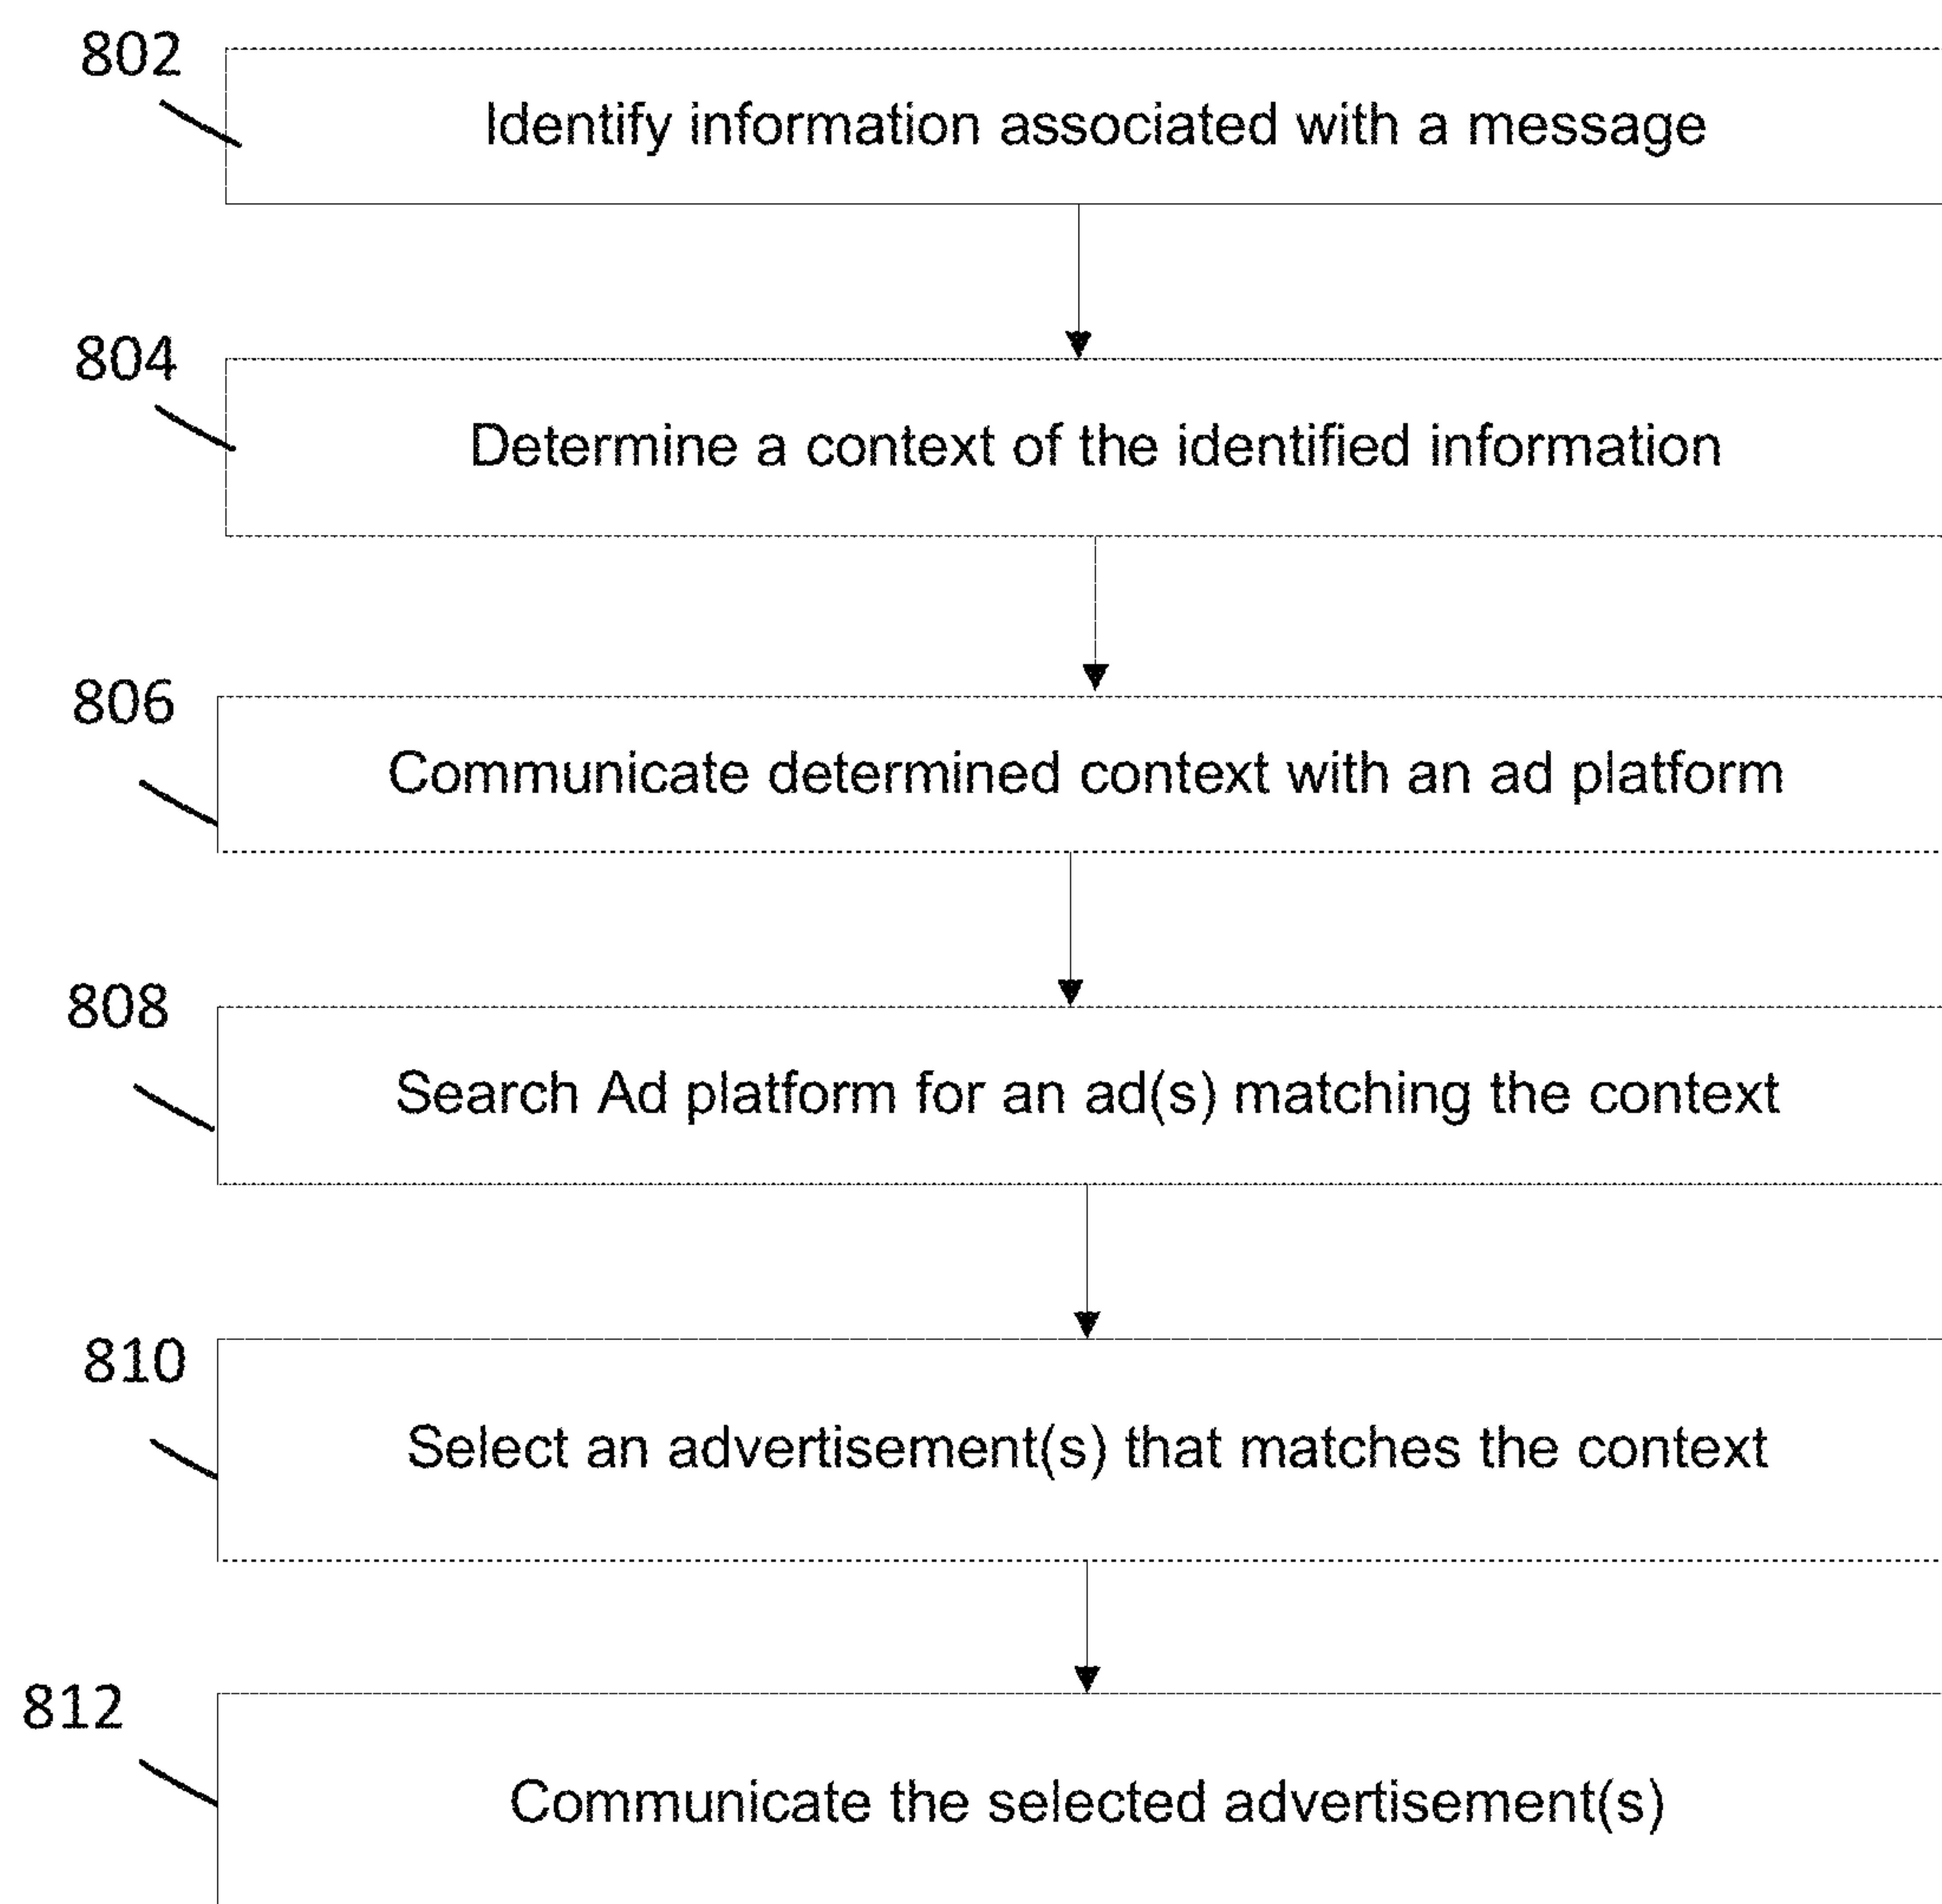 802
Identify information associated with a message
804
Determine a context of the identified information
806
Communicate determined context with an ad platform
808
Search Ad platform for an ad(s) matching the context
810
Select an advertisement(s) that matches the context
812
Communicate the selected advertisement(s)